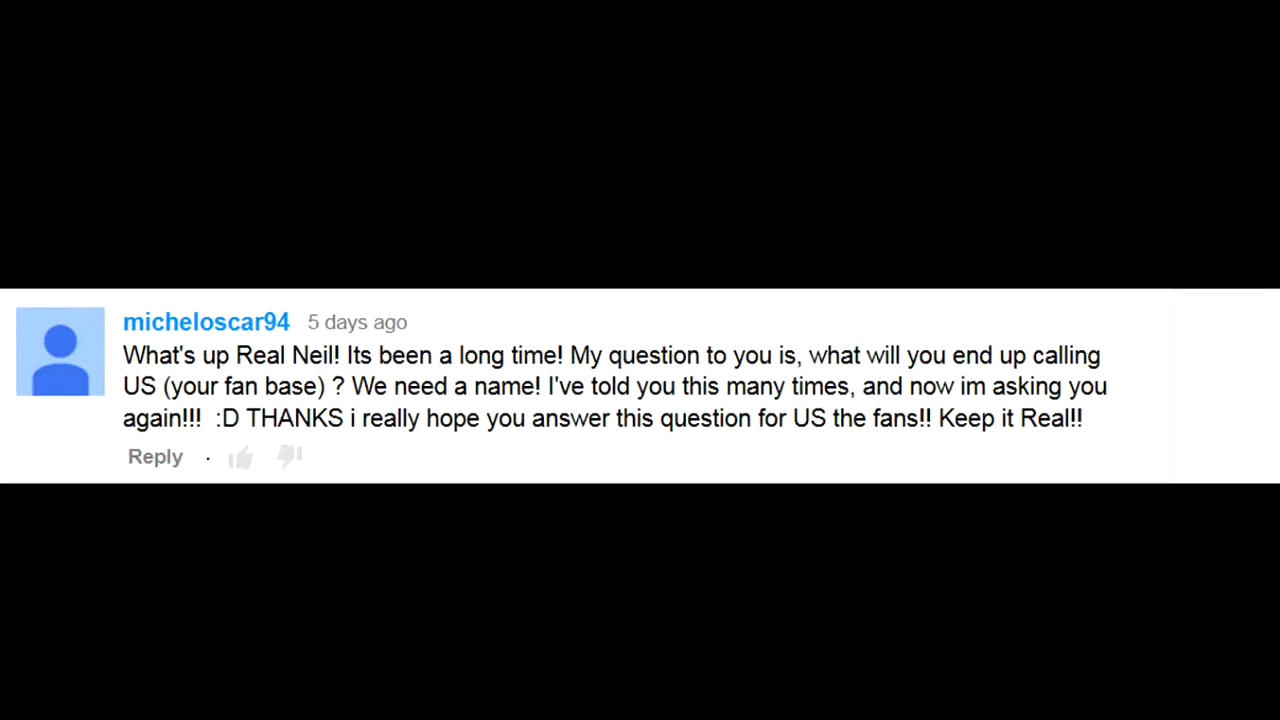 micheloscar94 5 days ago
What's up Real Neil! Its been a long time! My question to you is, what will you end up calling
US (your fan base) ? We need a name! I've told you this many times, and now im asking you
again!!!  :D THANKS i really hope you answer this question for US the fans!! Keep it Real!!
Reply ·